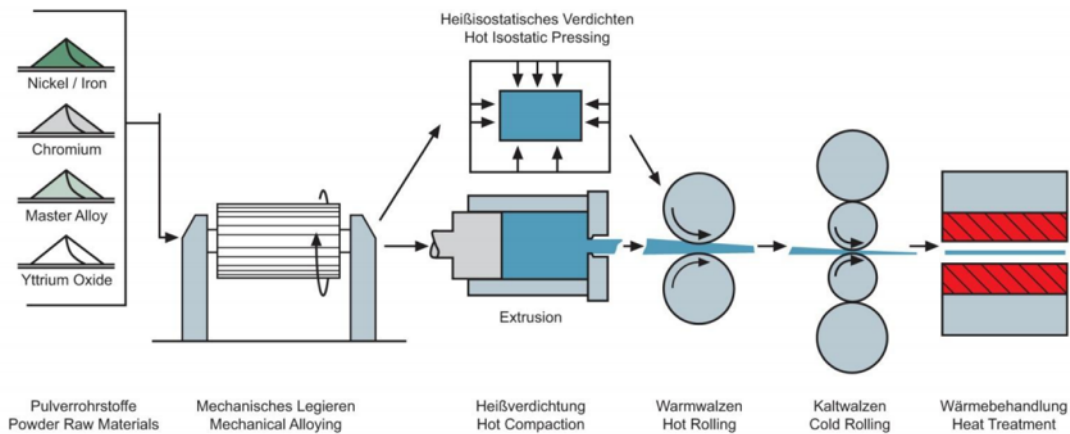 Heißisostatisches Verdichten
Hot Isostatic Pressing
Nickel / Iron
Chromium
Master Alloy
Yttrium Oxide
Extrusion
Pulverrohrstoffe
Powder Raw Materials
Mechanisches Legieren
Mechanical Alloying
Heißverdichtung
Hot Compaction
Warmwalzen
Hot Rolling
Kaltwalzen
Cold Rolling
Wärmebehandlung
Heat Treatment